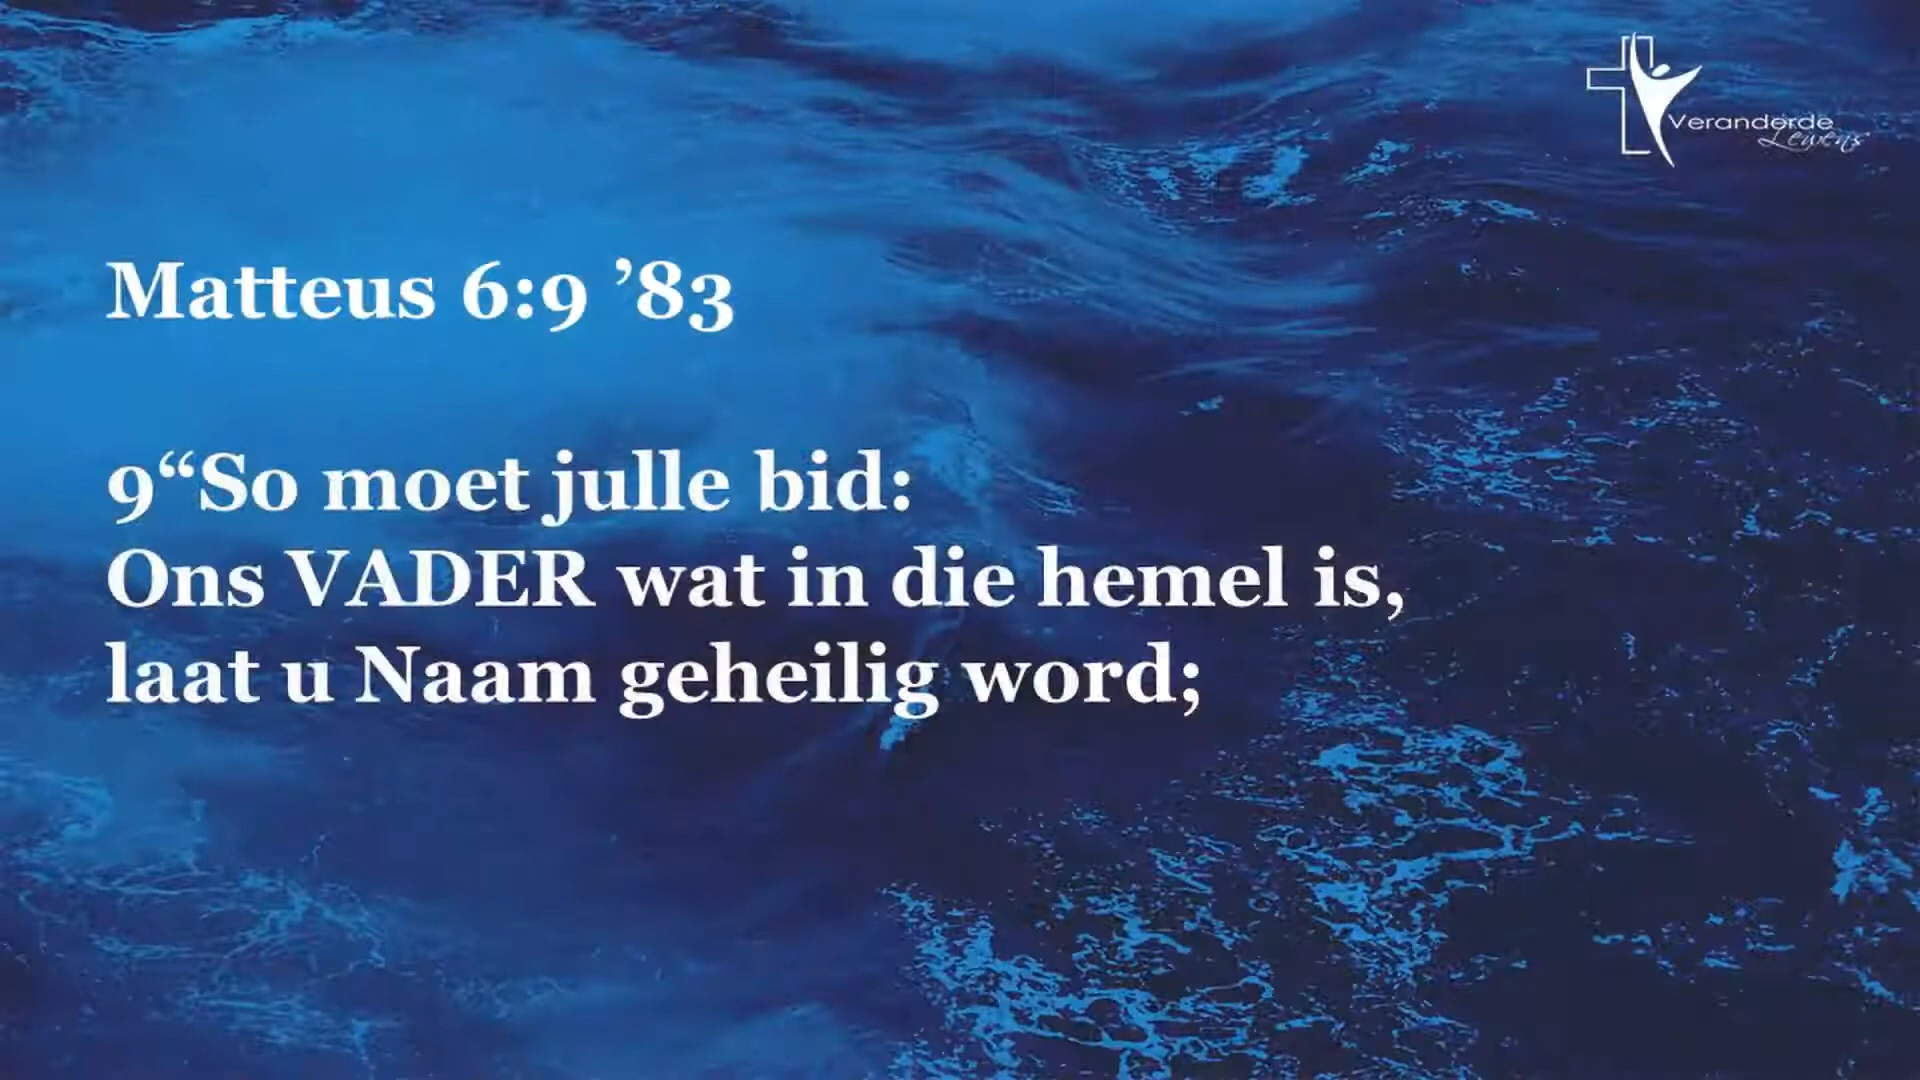 Veranderde
Lewens
Matteus 6:9 ’83
9“So moet julle bid:
Ons VADER wat in die hemel is,
laat u Naam geheilig word;